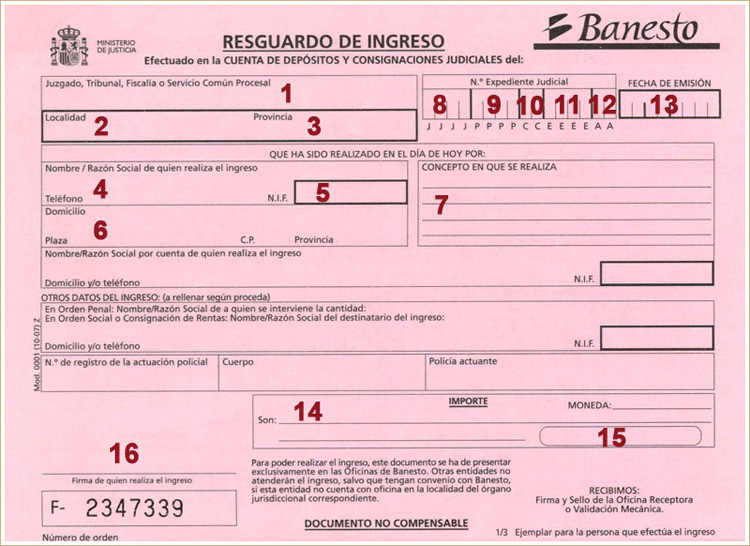 MINISTERIO
DE JUSTICIA
RESGUARDO DE INGRESO
Banesto
Efectuado en la CUENTA DE DEPÓSITOS Y CONSIGNACIONES JUDICIALES del:
Juzgado, Tribunal, Fiscalía o Servicio Común Procesal
1
N.º Expediente Judicial
FECHA DE EMISIÓN
8 9 10 11 12
13
J J J J P P P P C C E E E E A A
Localidad
2
Provincia
3
QUE HA SIDO REALIZADO EN EL DÍA DE HOY POR:
Nombre / Razón Social de quien realiza el ingreso
4
Teléfono
N.I.F.
5
CONCEPTO EN QUE SE REALIZA
7
Domicilio
6
Plaza C.P. Provincia
Nombre/Razón Social por cuenta de quien realiza el ingreso
Domicilio y/o teléfono
N.I.F.
OTROS DATOS DEL INGRESO: (a rellenar según proceda)
En Orden Penal: Nombre/Razón Social de a quien se interviene la cantidad:
En Orden Social o Consignación de Rentas: Nombre/Razón Social del destinatario del ingreso:
Domicilio y/o teléfono
N.I.F.
N.º de registro de la actuación policial
Cuerpo
Policía actuante
Mod. 0001 (10-07) Z
IMPORTE
MONEDA:
Son:
14
15
16
Firma de quien realiza el ingreso
Para poder realizar el ingreso, este documento se ha de presentar
exclusivamente en las Oficinas de Banesto. Otras entidades no
atenderán el ingreso, salvo que tengan convenio con Banesto,
si esta entidad no cuenta con oficina en la localidad del órgano
jurisdiccional correspondiente.
RECIBIMOS:
Firma y Sello de la Oficina Receptora
o Validación Mecánica.
F- 2347339
Número de orden
DOCUMENTO NO COMPENSABLE
1/3 Ejemplar para la persona que efectúa el ingreso